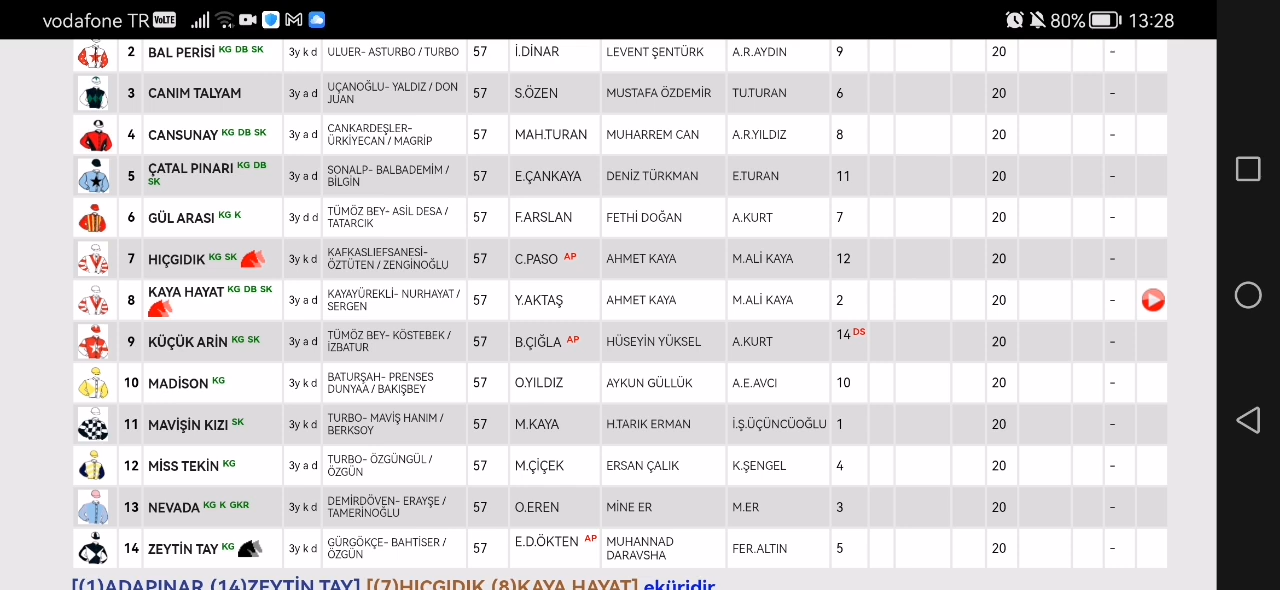 vodafone TR VoLTE 80% 13:28
2 BAL PERİSİ KG DB SK 3y k d ULUER- ASTURBO / TURBO 57 İ.DİNAR LEVENT ŞENTÜRK A.R.AYDIN 9 20 -
3 CANIM TALYAM 3y a d UÇANOĞLU- YALDIZ / DON JUAN 57 S.ÖZEN MUSTAFA ÖZDEMİR TU.TURAN 6 20 -
4 CANSUNAY KG DB SK 3y a d CANKARDEŞLER- ÜRKİYECAN / MAGRİP 57 MAH.TURAN MUHARREM CAN A.R.YILDIZ 8 20 -
5 ÇATAL PINARI KG DB SK 3y a d SONALP- BALBADEMİM / BİLGİN 57 E.ÇANKAYA DENİZ TÜRKMAN E.TURAN 11 20 -
6 GÜL ARASI KG K 3y d d TÜMÖZ BEY- ASİL DESA / TATARCIK 57 F.ARSLAN FETHİ DOĞAN A.KURT 7 20 -
7 HIÇGIDIK KG SK 3y k d KAFKASLIEFSANESİ- ÖZTÜTEN / ZENGİNOĞLU 57 C.PASO AP AHMET KAYA M.ALİ KAYA 12 20 -
8 KAYA HAYAT KG DB SK 3y a d KAYAYÜREKLİ- NURHAYAT / SERGEN 57 Y.AKTAŞ AHMET KAYA M.ALİ KAYA 2 20 -
9 KÜÇÜK ARİN KG SK 3y a d TÜMÖZ BEY- KÖSTEBEK / İZBATUR 57 B.ÇIĞLA AP HÜSEYİN YÜKSEL A.KURT 14 DS 20 -
10 MADİSON KG 3y k d BATURŞAH- PRENSES DUNYAA / BAKIŞBEY 57 O.YILDIZ AYKUN GÜLLÜK A.E.AVCI 10 20 -
11 MAVİŞİN KIZI SK 3y k d TURBO- MAVİŞ HANIM / BERKSOY 57 M.KAYA H.TARIK ERMAN İ.Ş.ÜÇÜNCÜOĞLU 1 20 -
12 MİSS TEKİN KG 3y a d TURBO- ÖZGÜNGÜL / ÖZGÜN 57 M.ÇİÇEK ERSAN ÇALIK K.ŞENGEL 4 20 -
13 NEVADA KG K GKR 3y k d DEMİRDÖVEN- ERAYŞE / TAMERİNOĞLU 57 O.EREN MİNE ER M.ER 3 20 -
14 ZEYTİN TAY KG 3y k d GÜRGÖKÇE- BAHTİSER / ÖZGÜN 57 E.D.ÖKTEN AP MUHANNAD DARAVSHA FER.ALTIN 5 20 -
[(1)ADAPINAR (14)ZEYTİN TAY] [(7)HIÇGIDIK (8)KAYA HAYAT] eküridir